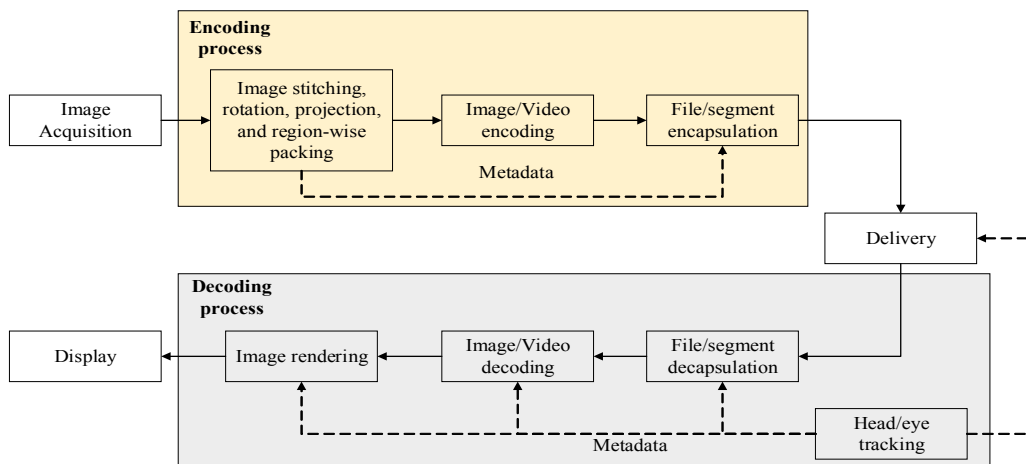 Encoding
process
Image
Acquisition
Image stitching,
rotation, projection,
and region-wise
packing
Image/Video
encoding
File/segment
encapsulation
Metadata
Delivery
Decoding
process
Display
Image rendering
Image/Video
decoding
File/segment
decapsulation
Head/eye
tracking
Metadata